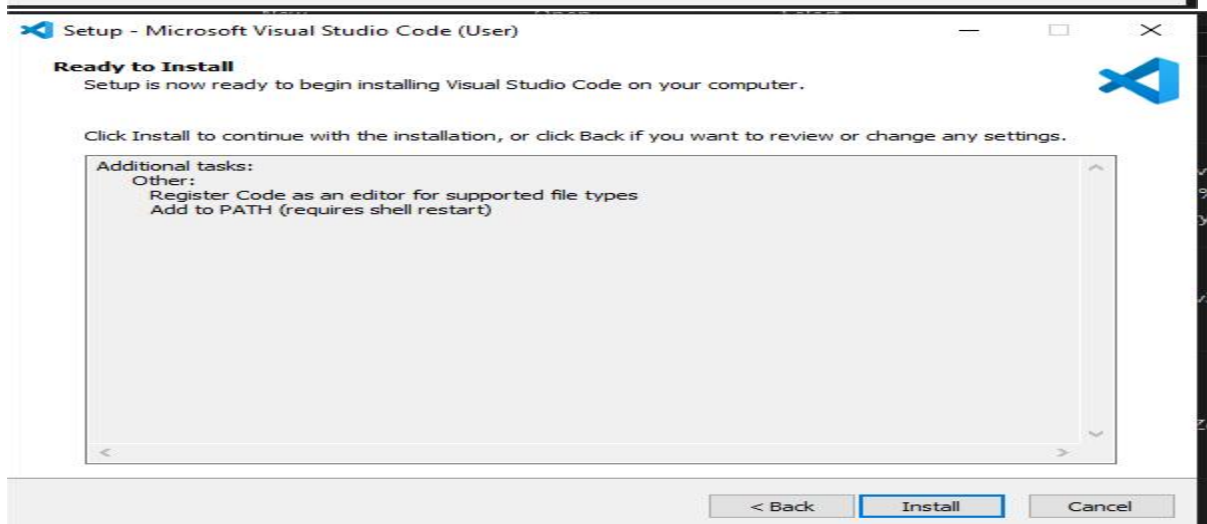 Setup - Microsoft Visual Studio Code (User)
Ready to Install
Setup is now ready to begin installing Visual Studio Code on your computer.
Click Install to continue with the installation, or click Back if you want to review or change any settings.
Additional tasks:
Other:
Register Code as an editor for supported file types
Add to PATH (requires shell restart)
< Back
Install
Cancel